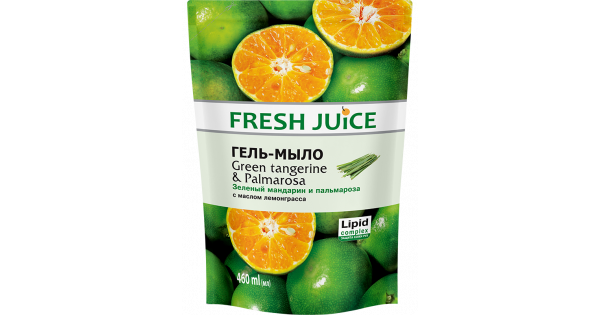 FRESH JUICE
ГЕЛЬ-МЫЛО
Green tangerine
& Palmarosa
Зеленый мандарин и пальмароза
с маслом лемонграсса
Lipid
complex
460 ml (мл)